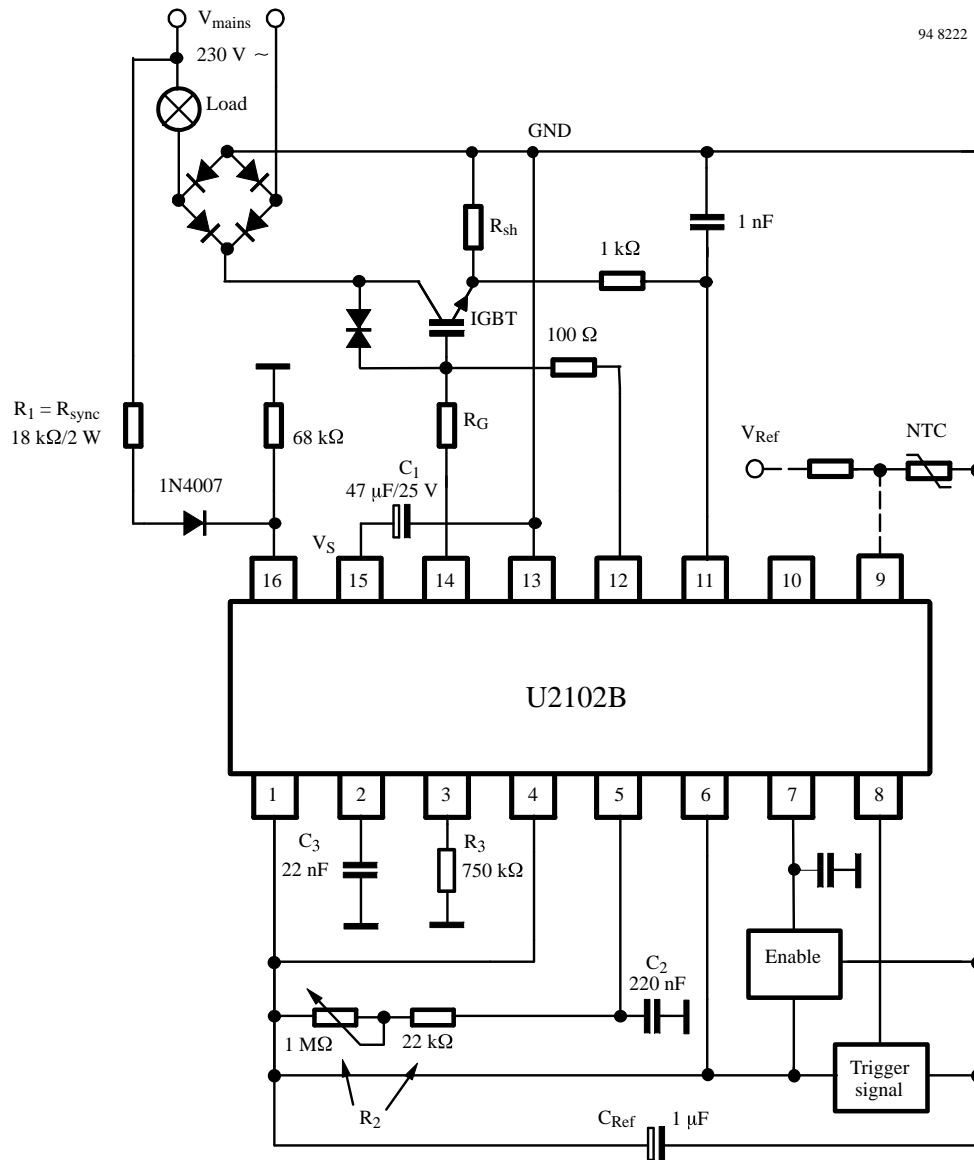 V_mains
94 8222
230 V ~
Load
GND
R_sh
1 nF
1 kΩ
IGBT
100 Ω
R_1 = R_sync
18 kΩ/2 W
68 kΩ
R_G
V_Ref
NTC
C_1
47 μF/25 V
1N4007
V_S
16 15 14 13 12 11 10 9
U2102B
1 2 3 4 5 6 7 8
C_3
22 nF
R_3
750 kΩ
Enable
C_2
220 nF
1 MΩ
22 kΩ
Trigger
signal
R_2
C_Ref
1 μF